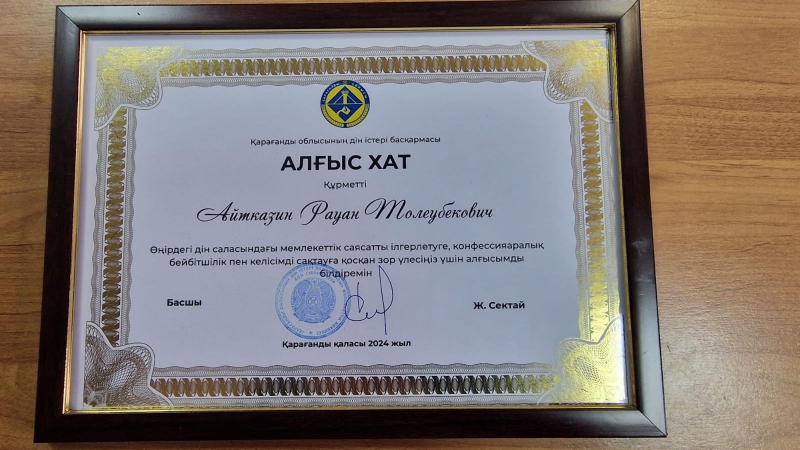 Қарағанды облысының дін істері басқармасы
АЛҒЫС ХАТ
Құрметті
Айтказин Рауан Толеубекович
Өңірдегі дін саласындағы мемлекеттік саясатты ілгерлетуге, конфессияаралық
бейбітшілік пен келісімді сақтауға қосқан зор үлесіңіз үшін алғысымды
білдіремін
Басшы
Ж. Сектай
Қарағанды қаласы 2024 жыл